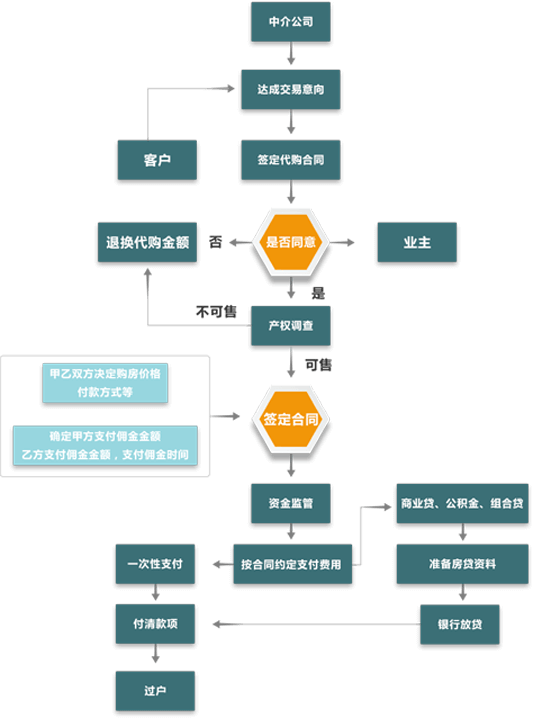 中介公司
达成交易意向
客户
签定代购合同
退换代购金额
否
是否同意
业主
是
不可售
产权调查
可售
甲乙双方决定购房价格
付款方式等
签定合同
确定甲方支付佣金金额
乙方支付佣金金额，支付佣金时间
资金监管
商业贷、公积金、组合贷
一次性支付
按合同约定支付费用
准备房贷资料
付清款项
银行放贷
过户